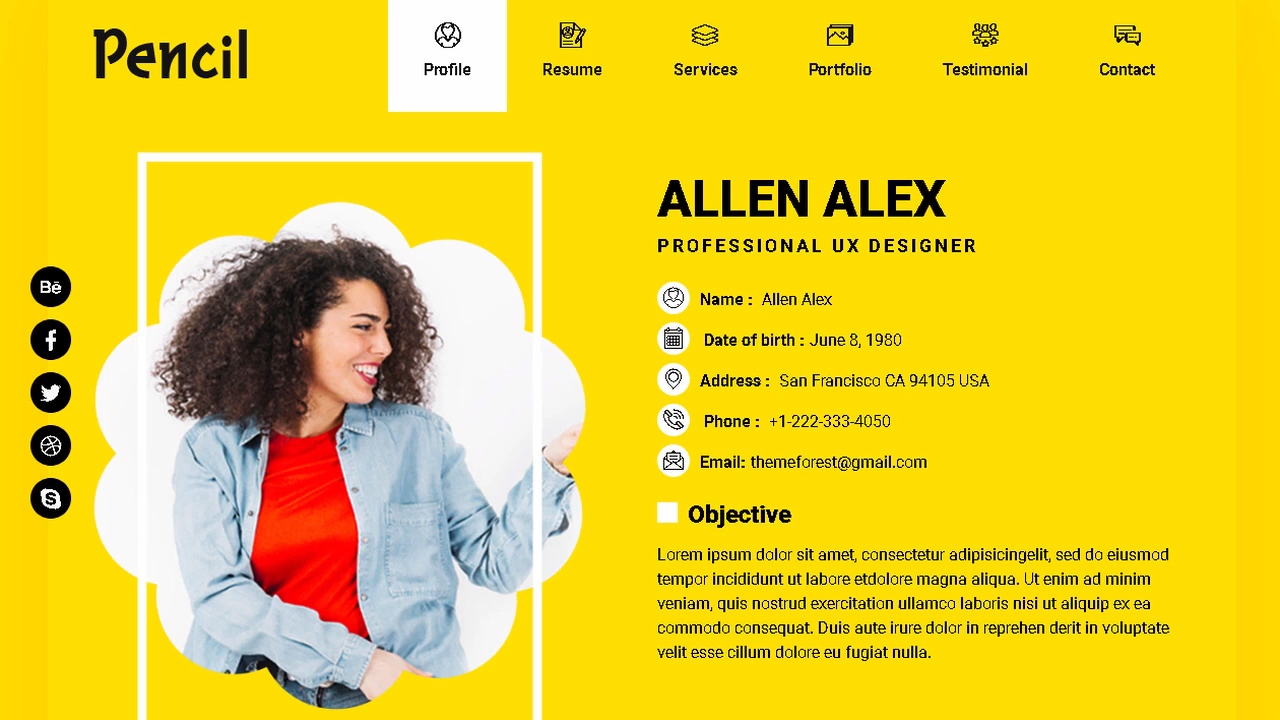 Pencil
Profile
Resume
Services
Portfolio
Testimonial
Contact
ALLEN ALEX
PROFESSIONAL UX DESIGNER
Bē
Name : Allen Alex
Date of birth : June 8, 1980
Address : San Francisco CA 94105 USA
Phone : +1-222-333-4050
Email: themeforest@gmail.com
Objective
Lorem ipsum dolor sit amet, consectetur adipisicingelit, sed do eiusmod
tempor incididunt ut labore etdolore magna aliqua. Ut enim ad minim
veniam, quis nostrud exercitation ullamco laboris nisi ut aliquip ex ea
commodo consequat. Duis aute irure dolor in reprehen derit in voluptate
velit esse cillum dolore eu fugiat nulla.